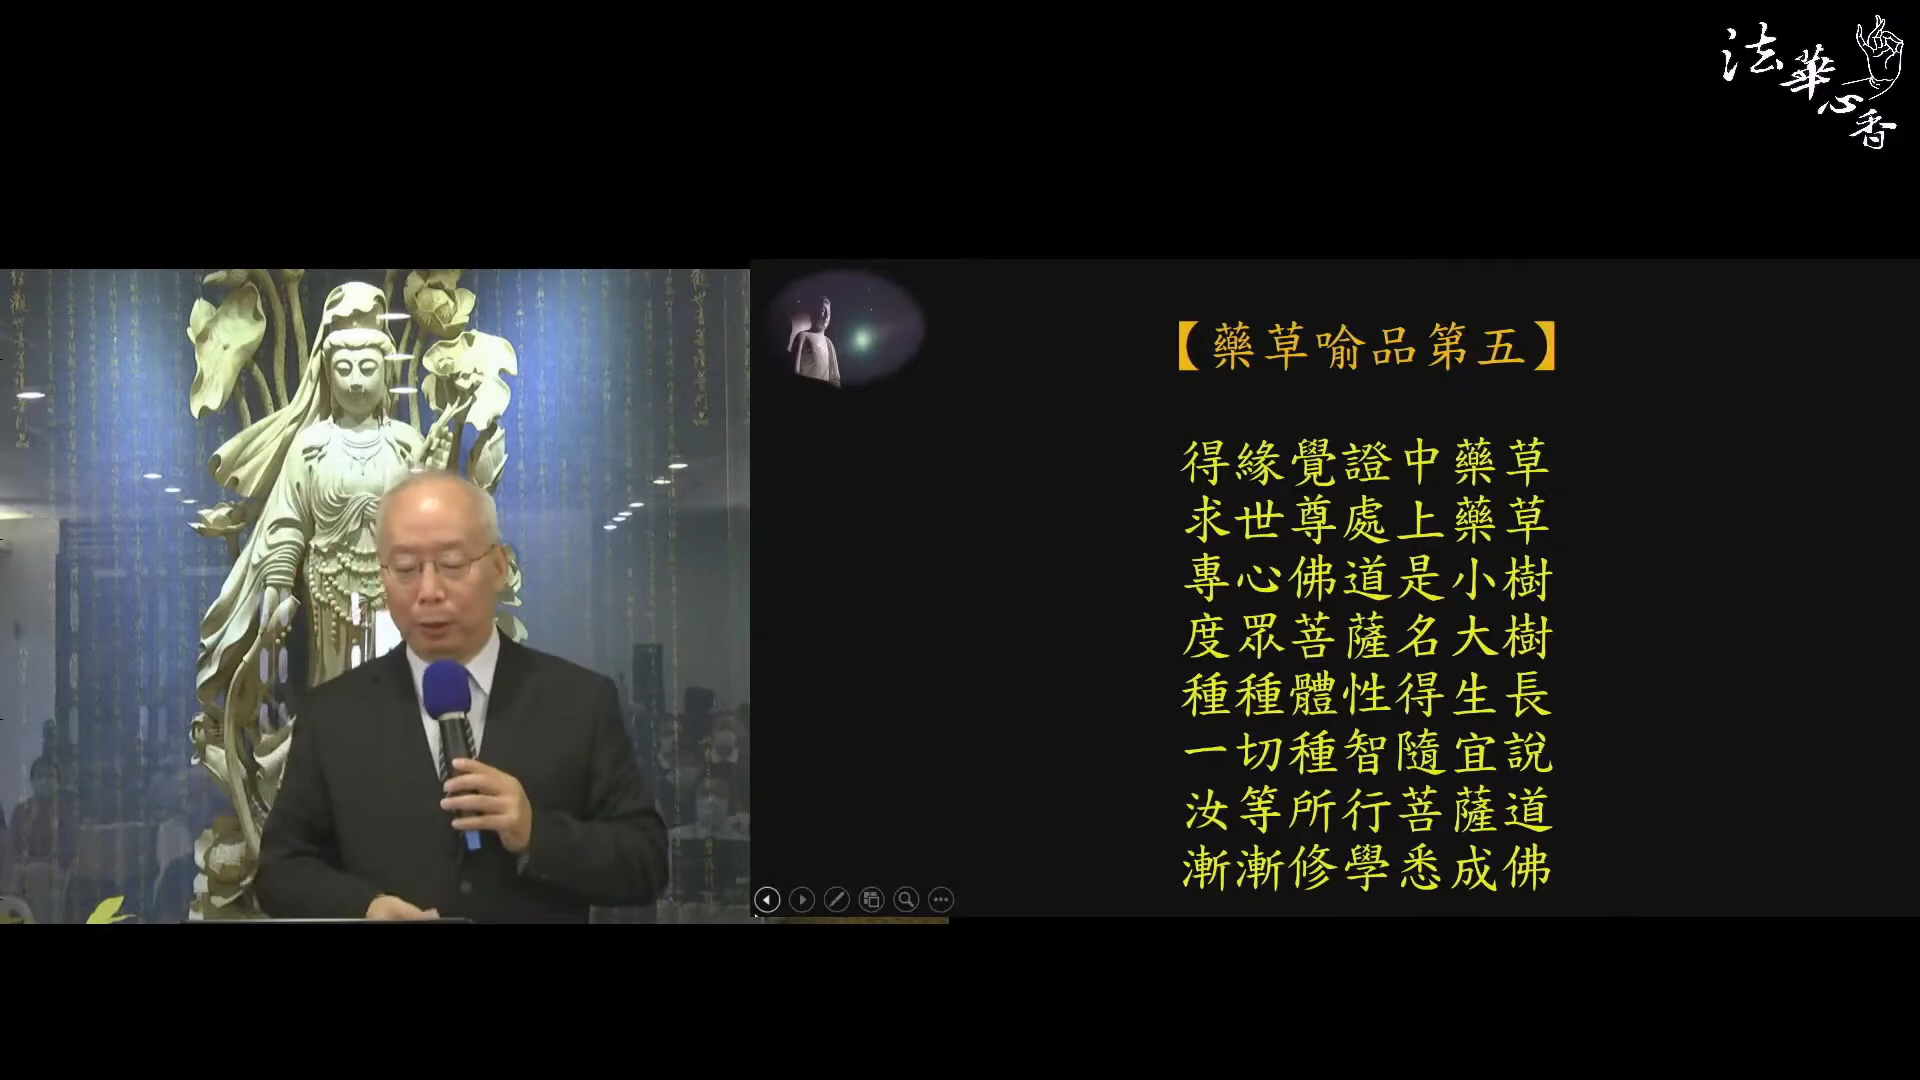 法華心香
【藥草喻品第五】
得緣覺證中藥草
求世尊處上藥草
專心佛道是小樹
度眾菩薩名大樹
種種體性得生長
一切種智隨宜說
汝等所行菩薩道
漸漸修學悉成佛